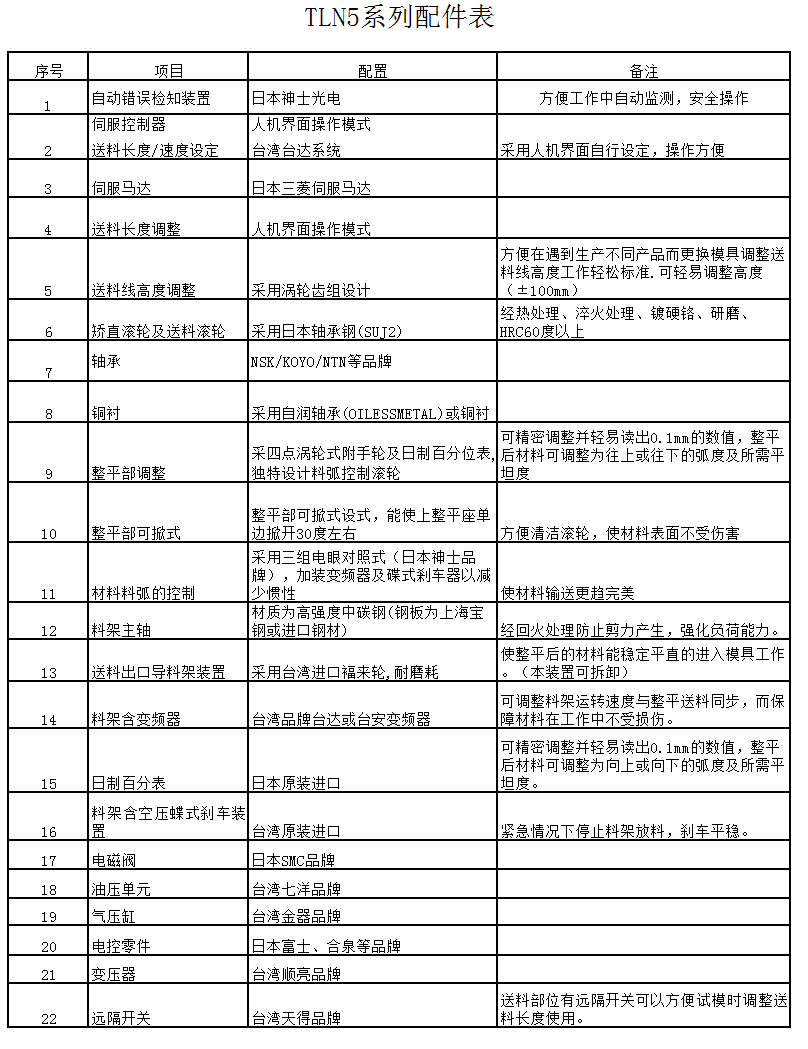 TLN5系列配件表
序号 项目 配置 备注
1 自动错误检知装置 日本神士光电 方便工作中自动监测，安全操作
伺服控制器 人机界面操作模式
2 送料长度/速度设定 台湾台达系统 采用人机界面自行设定，操作方便
3 伺服马达 日本三菱伺服马达
4 送料长度调整 人机界面操作模式
方便在遇到生产不同产品而更换模具调整送
料线高度工作轻松标准.可轻易调整高度
5 送料线高度调整 采用涡轮齿组设计 （±100mm）
经热处理、淬火处理、镀硬铬、研磨、
6 矫直滚轮及送料滚轮 采用日本轴承钢(SUJ2) HRC60度以上
7 轴承 NSK/KOYO/NTN等品牌
8 铜衬 采用自润轴承(OILESSMETAL)或铜衬
采四点涡轮式附手轮及日制百分位表,
可精密调整并轻易读出0.1mm的数值，整平
9 整平部调整 独特设计料弧控制滚轮 后材料可调整为往上或往下的弧度及所需平
坦度
整平部可掀式设式，能使上整平座单
10 整平部可掀式 边掀开30度左右 方便清洁滚轮，使材料表面不受伤害
采用三组电眼对照式（日本神士品
牌），加装变频器及碟式刹车器以减
11 材料料弧的控制 少惯性 使材料输送更趋完美
材质为高强度中碳钢(钢板为上海宝
12 料架主轴 钢或进口钢材) 经回火处理防止剪力产生，强化负荷能力。
使整平后的材料能稳定平直的进入模具工作
13 送料出口导料架装置 采用台湾进口福来轮,耐磨耗 。（本装置可拆卸）
可调整料架运转速度与整平送料同步，而保
14 料架含变频器 台湾品牌台达或台安变频器 障材料在工作中不受损伤。
可精密调整并轻易读出0.1mm的数值，整平
后材料可调整为向上或向下的弧度及所需平
15 日制百分表 日本原装进口 坦度。
料架含空压蝶式刹车装
16 置 台湾原装进口 紧急情况下停止料架放料，刹车平稳。
17 电磁阀 日本SMC品牌
18 油压单元 台湾七洋品牌
19 气压缸 台湾金器品牌
20 电控零件 日本富士、合泉等品牌
21 变压器 台湾顺亮品牌
送料部位有远隔开关可以方便试模时调整送
22 远隔开关 台湾天得品牌 料长度使用。